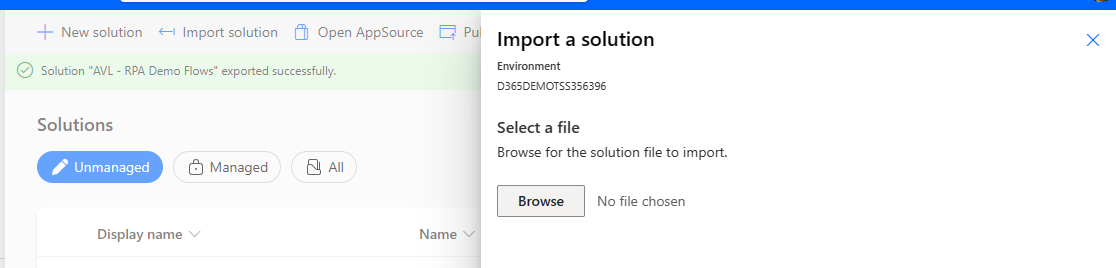 New solution
Import solution
Open AppSource
Solution "AVL - RPA Demo Flows" exported successfully.
Solutions
Unmanaged
Managed
All
Display name
Name
Import a solution
Environment
D365DEMOTSS356396
Select a file
Browse for the solution file to import.
Browse
No file chosen